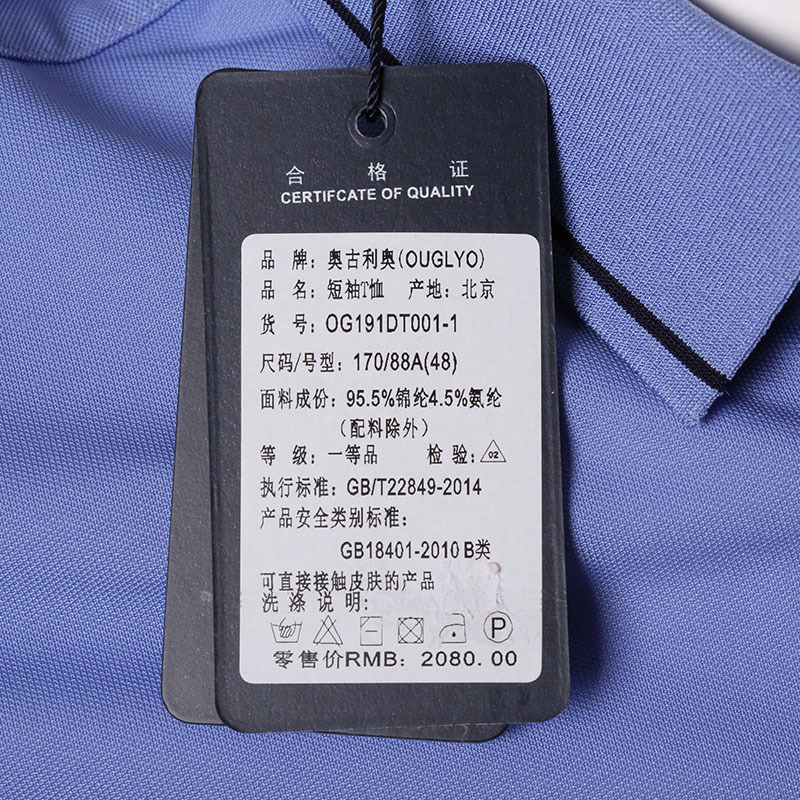 合 格 证
CERTIFCATE OF QUALITY
品 牌：奥古利奥(OUGLYO)
品 名：短袖T恤 产地：北京
货 号：OG191DT001-1
尺码/号型：170/88A(48)
面料成份：95.5%锦纶4.5%氨纶
（配料除外）
等 级：一等品 检 验：02
执行标准：GB/T22849-2014
产品安全类别标准：
GB18401-2010 B类
可直接接触皮肤的产品
洗 涤 说 明：
P
零售价RMB：2080.00